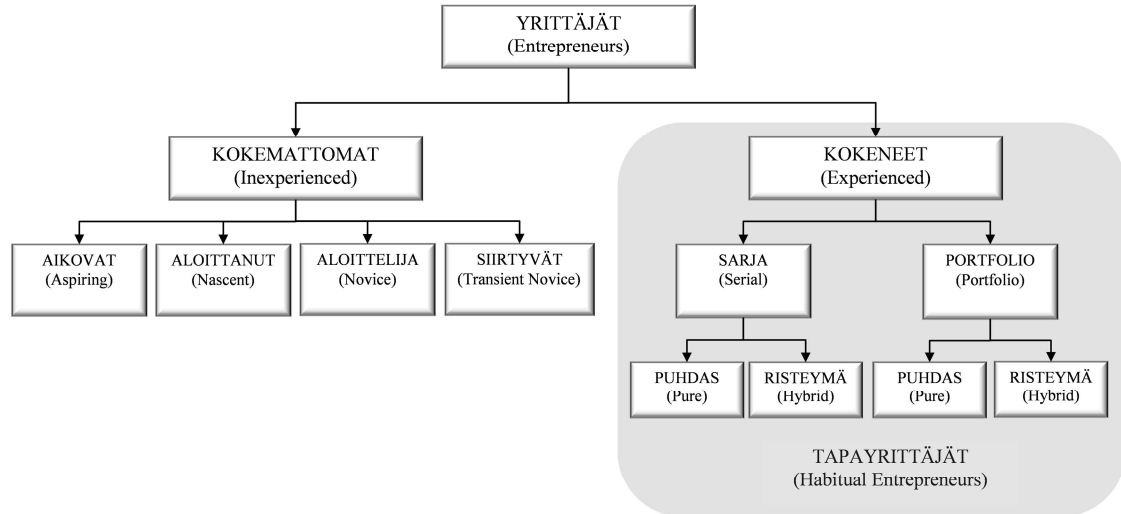 YRITTÄJÄT
(Entrepreneurs)
KOKEMATTOMAT
(Inexperienced)
KOKENEET
(Experienced)
AIKOVAT
(Aspiring)
ALOITTANUT
(Nascent)
ALOITTELIJA
(Novice)
SIIRTYVÄT
(Transient Novice)
SARJA
(Serial)
PORTFOLIO
(Portfolio)
PUHDAS
(Pure)
RISTEYMÄ
(Hybrid)
PUHDAS
(Pure)
RISTEYMÄ
(Hybrid)
TAPAYRITTÄJÄT
(Habitual Entrepreneurs)